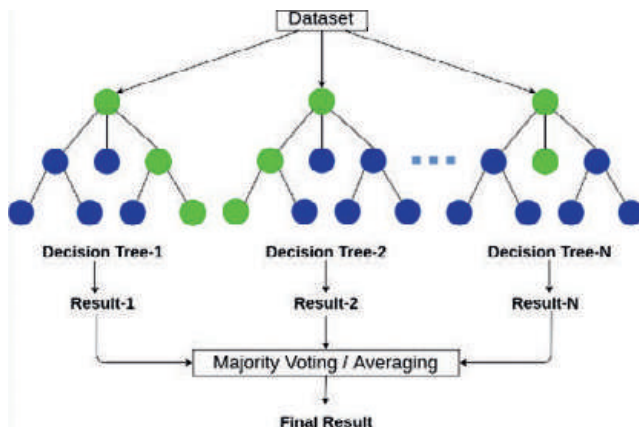 Dataset
Decision Tree-1 Decision Tree-2 Decision Tree-N
Result-1 Result-2 Result-N
Majority Voting / Averaging
Final Result